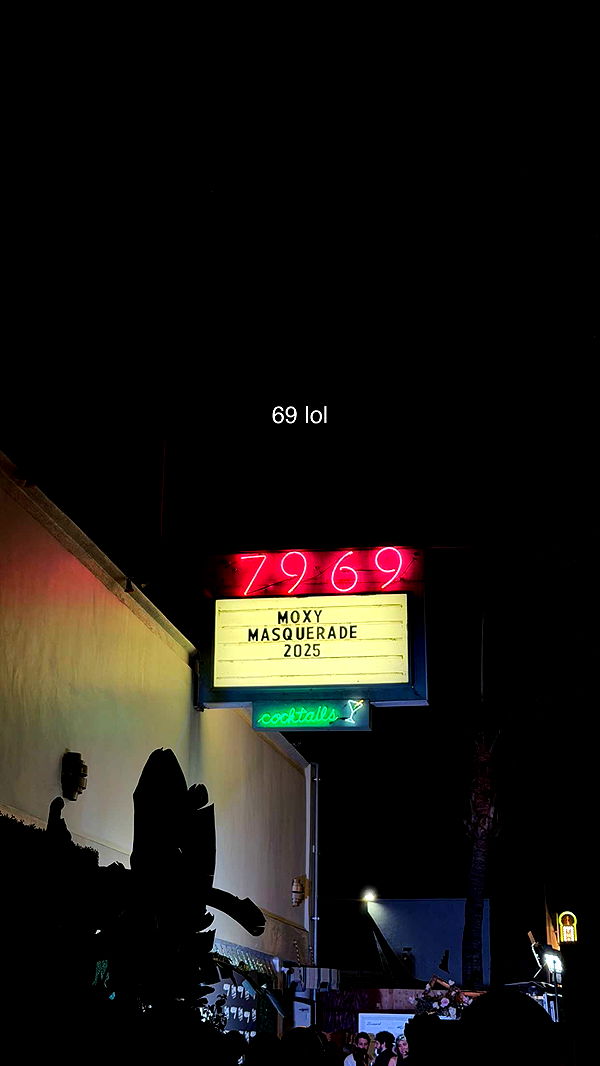 69 lol
7969
MOXY
MASQUERADE
2025
cocktails